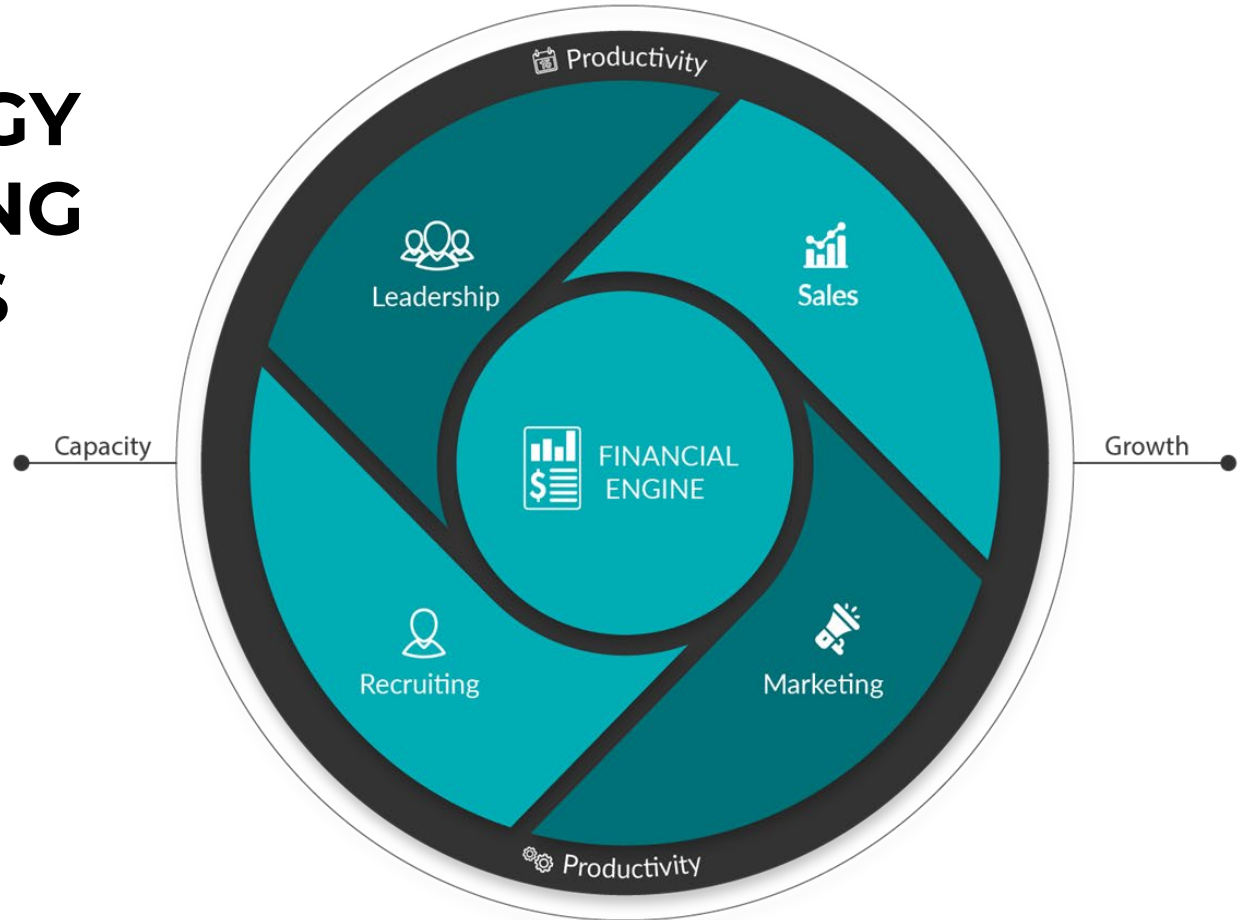 GY
NG
S
Productivity
Leadership
Sales
Capacity
Growth
FINANCIAL
ENGINE
Recruiting
Marketing
Productivity